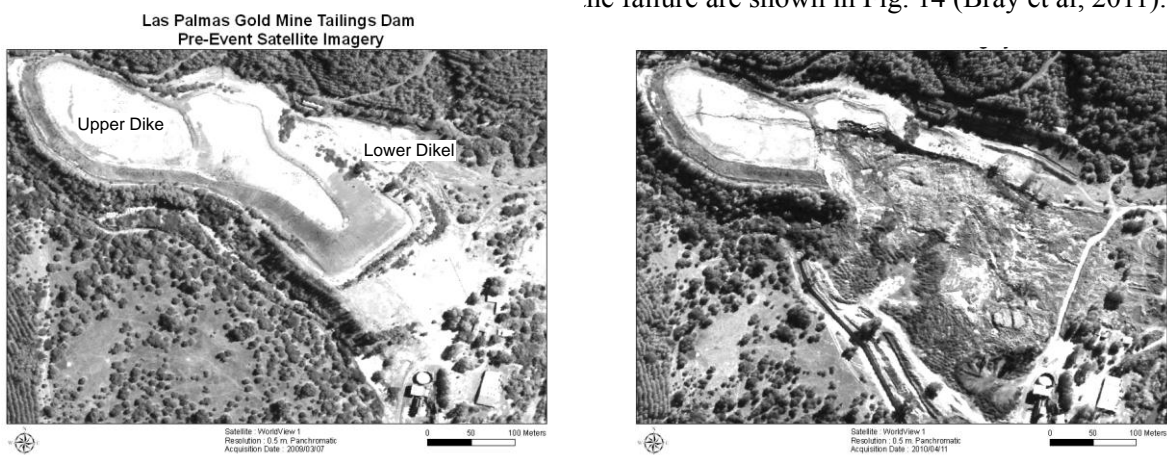 the failure are shown in Fig. 14 (Bray et al, 2011).
Las Palmas Gold Mine Tailings Dam
Pre-Event Satellite Imagery
Upper Dike
Lower Dikel
Satellite : WorldView 1
Resolution : 0.5 m, Panchromatic
Acquisition Date : 2009/03/07
0 50 100 Meters
Satellite : WorldView 1
Resolution : 0.5 m, Panchromatic
Acquisition Date : 2010/04/11
0 50 100 Meters